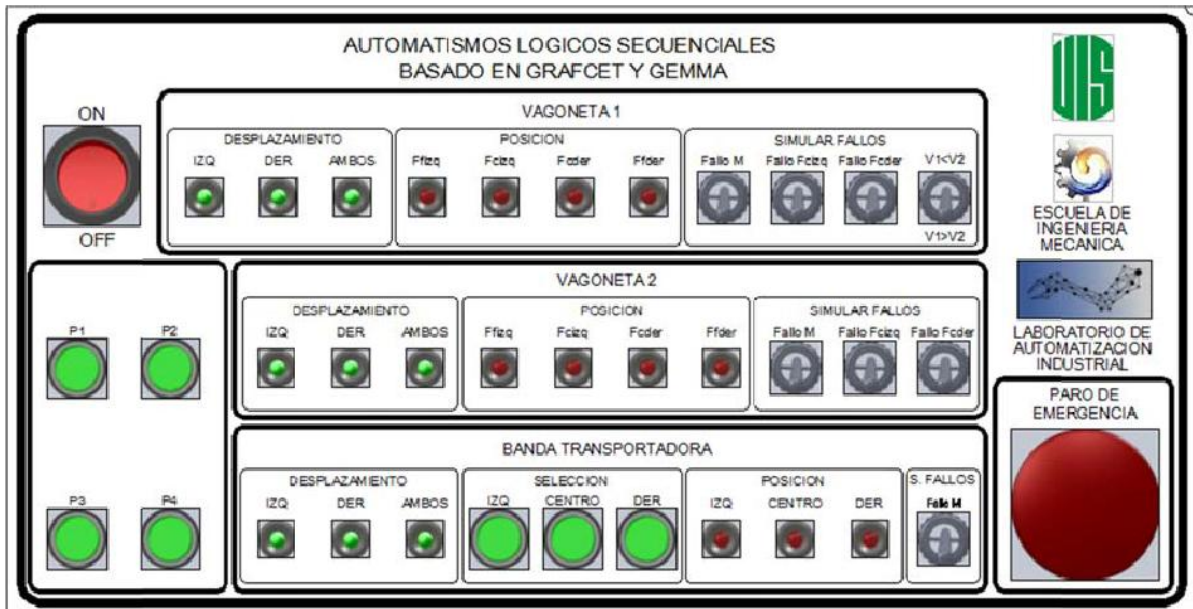 AUTOMATISMOS LOGICOS SECUENCIALES
BASADO EN GRAFCET Y GEMMA
UIS
ESCUELA DE
INGENIERIA
MECANICA
LABORATORIO DE
AUTOMATIZACION
INDUSTRIAL
ON
OFF
VAGONETA 1
DESPLAZAMIENTO
IZQ DER AMBOS
POSICION
Ffizq Fcizq Fcder Ffder
SIMULAR FALLOS
Fallo M Fallo Fcizq Fallo Fcder V1<V2
V1>V2
P1 P2
P3 P4
VAGONETA 2
DESPLAZAMIENTO
IZQ DER AMBOS
POSICION
Ffizq Fcizq Fcder Ffder
SIMULAR FALLOS
Fallo M Fallo Fcizq Fallo Fcder
BANDA TRANSPORTADORA
DESPLAZAMIENTO
IZQ DER AMBOS
SELECCION
IZQ CENTRO DER
POSICION
IZQ CENTRO DER
S. FALLOS
Fallo M
PARO DE
EMERGENCIA